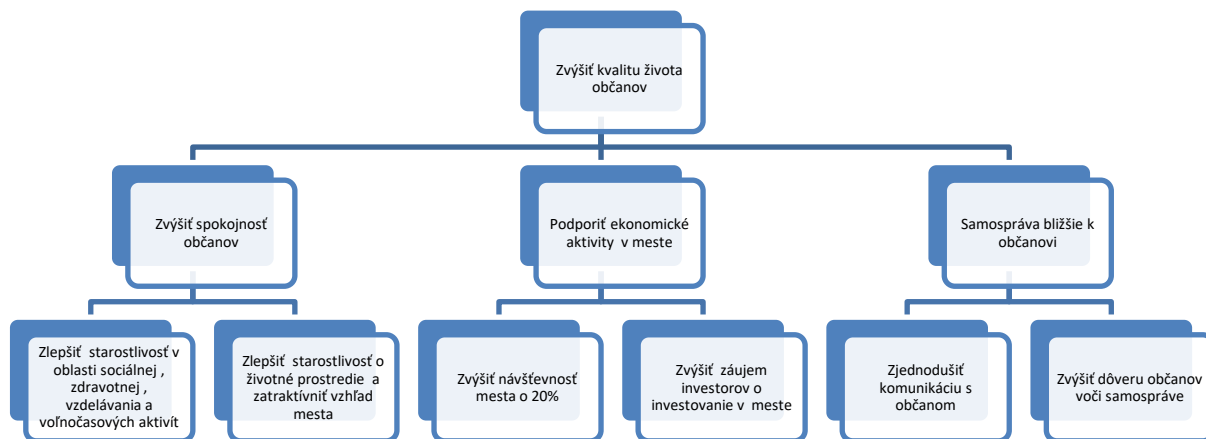 Zvýšiť kvalitu života
občanov
Zvýšiť spokojnosť
občanov
Podporiť ekonomické
aktivity v meste
Samospráva bližšie k
občanovi
Zlepšiť starostlivosť v
oblasti sociálnej ,
zdravotnej ,
vzdelávania a
voľnočasových aktivít
Zlepšiť starostlivosť o
životné prostredie a
zatraktívniť vzhľad
mesta
Zvýšiť návšťevnosť
mesta o 20%
Zvýšiť záujem
investorov o
investovanie v meste
Zjednodušiť
komunikáciu s
občanom
Zvýšiť dôveru občanov
voči samospráve